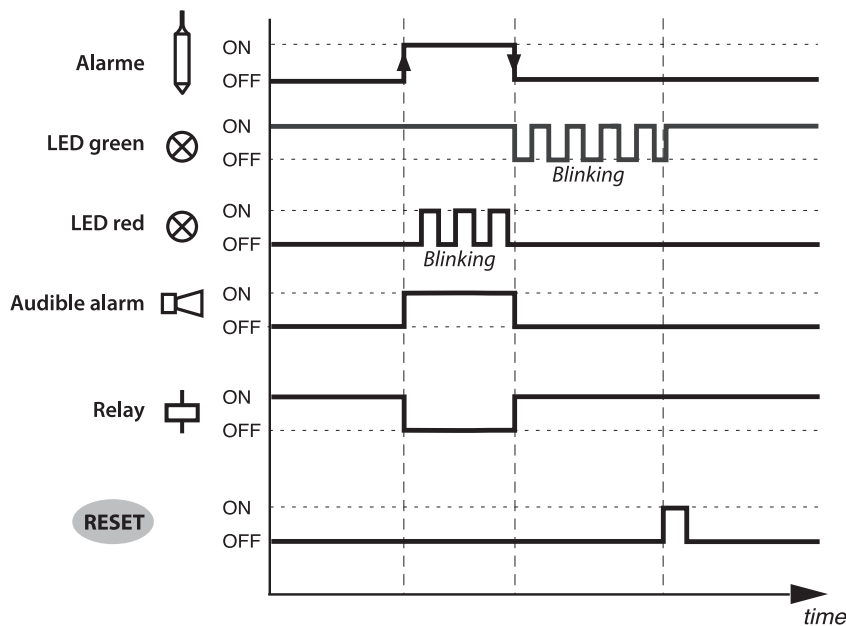 Alarme
ON
OFF
LED green
ON
OFF
Blinking
LED red
ON
OFF
Blinking
Audible alarm
ON
OFF
Relay
ON
OFF
RESET
ON
OFF
time